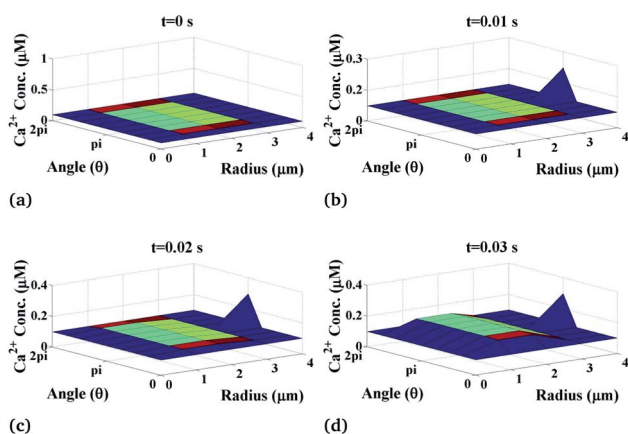 t=0 s
Ca2+ Conc. (μM)
1
0.5
0
2pi
pi
0
Angle (θ)
0
1
2
3
4
Radius (μm)
(a)
t=0.01 s
Ca2+ Conc. (μM)
0.3
0.2
0.1
0
2pi
pi
0
Angle (θ)
0
1
2
3
4
Radius (μm)
(b)
t=0.02 s
Ca2+ Conc. (μM)
0.4
0.2
0
2pi
pi
0
Angle (θ)
0
1
2
3
4
Radius (μm)
(c)
t=0.03 s
Ca2+ Conc. (μM)
0.4
0.2
0
2pi
pi
0
Angle (θ)
0
1
2
3
4
Radius (μm)
(d)